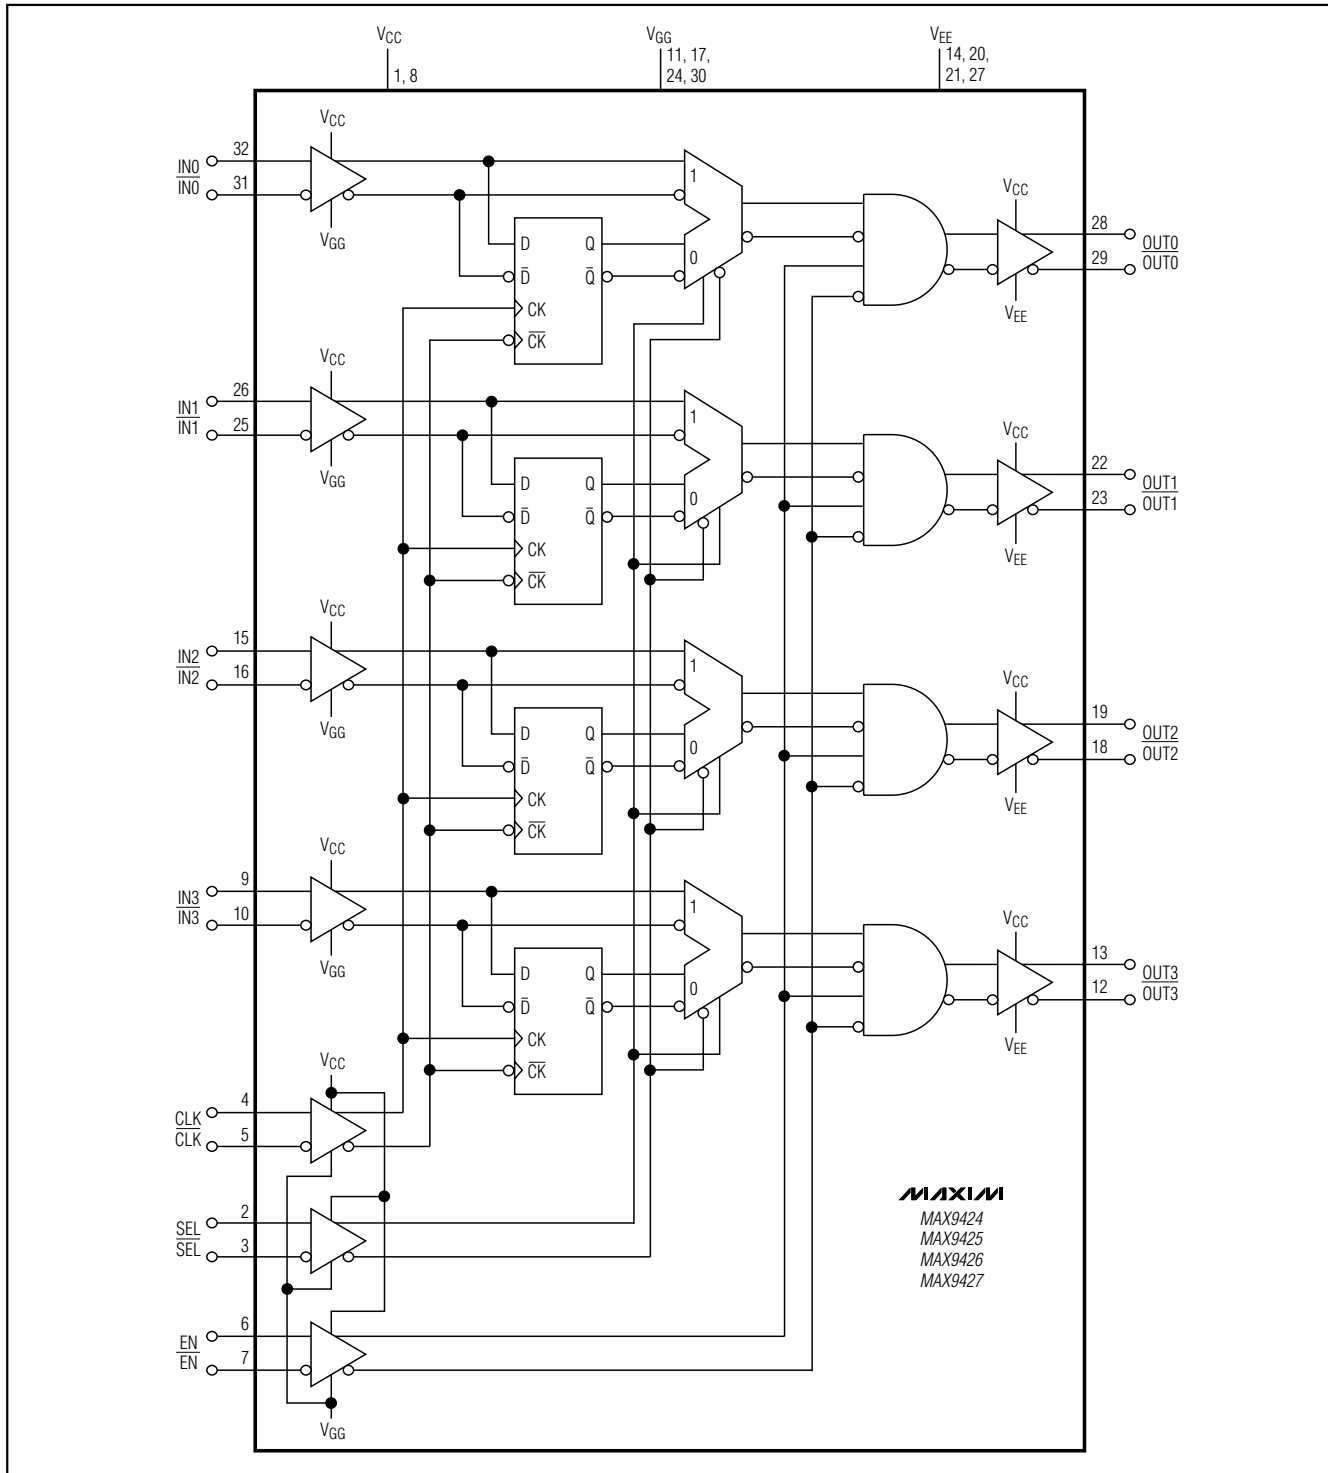 VCC
VGG
VEE
1, 8
11, 17,
24, 30
14, 20,
21, 27
VCC
32
IN0
IN0
31
VGG
1
0
D
Q
D
Q
CK
CK
VCC
28
OUT0
OUT0
29
VEE
VCC
26
IN1
IN1
25
VGG
1
0
D
Q
D
Q
CK
CK
VCC
22
OUT1
OUT1
23
VEE
VCC
15
IN2
IN2
16
VGG
1
0
D
Q
D
Q
CK
CK
VCC
19
OUT2
OUT2
18
VEE
VCC
9
IN3
IN3
10
VGG
1
0
D
Q
D
Q
CK
CK
VCC
13
OUT3
OUT3
12
VEE
VCC
4
CLK
CLK
5
2
SEL
SEL
3
6
EN
EN
7
VGG
MAXIM
MAX9424
MAX9425
MAX9426
MAX9427